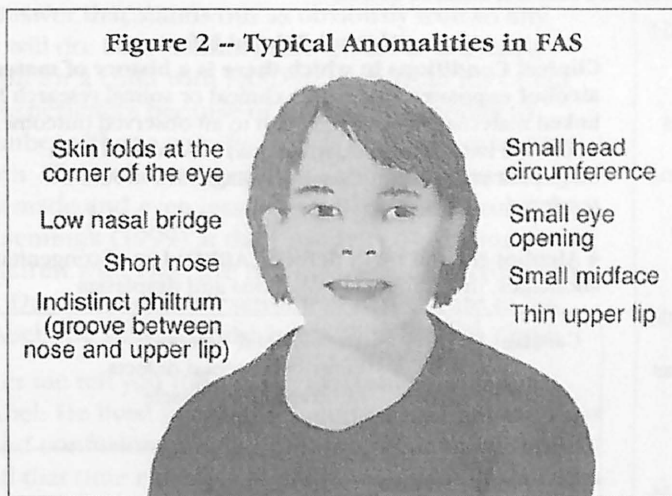 Figure 2 -- Typical Anomalities in FAS
Skin folds at the
corner of the eye
Low nasal bridge
Short nose
Indistinct philtrum
(groove between
nose and upper lip)
Small head
circumference
Small eye
opening
Small midface
Thin upper lip